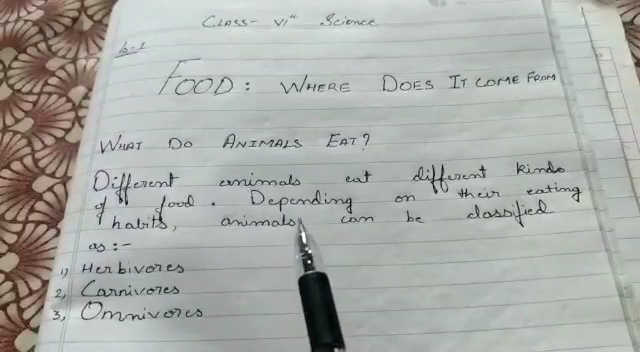 CLASS- VIth Science
FOOD: WHERE DOES IT COME FROM
WHAT DO ANIMALS EAT?
Different animals eat different kinds
of food. Depending on their eating
habits, animals can be classified
as:-
1, Herbivores
2, Carnivores
3, Omnivores